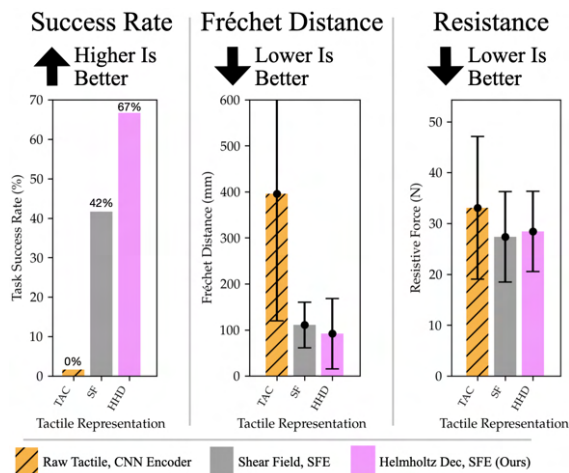 Success Rate
Higher Is
Better
70
60
50
40
30
20
10
0
Task Success Rate (%)
0%
42%
67%
TAC
SF
HHD
Tactile Representation
Fréchet Distance
Lower Is
Better
600
500
400
300
200
100
0
Fréchet Distance (mm)
TAC
SF
HHD
Tactile Representation
Resistance
Lower Is
Better
50
40
30
20
10
0
Resistive Force (N)
TAC
SF
HHD
Tactile Representation
Raw Tactile, CNN Encoder
Shear Field, SFE
Helmholtz Dec, SFE (Ours)